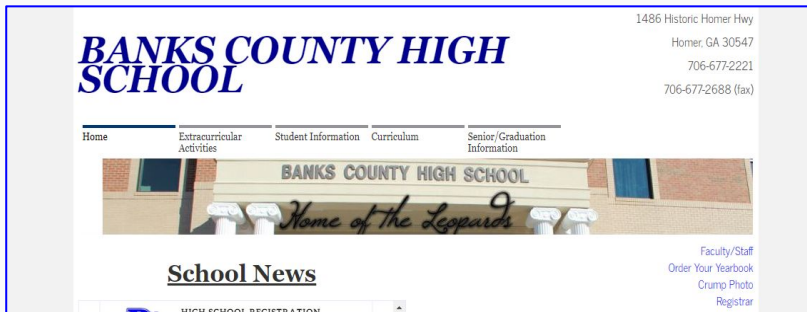 1486 Historic Homer Hwy
Homer, GA 30547
706-677-2221
706-677-2688 (fax)
BANKS COUNTY HIGH
SCHOOL
Home
Extracurricular
Activities
Student Information
Curriculum
Senior/Graduation
Information
BANKS COUNTY HIGH SCHOOL
Home of the Leopards
Faculty/Staff
Order Your Yearbook
Crump Photo
Registrar
School News
HIGH SCHOOL REGISTRATION